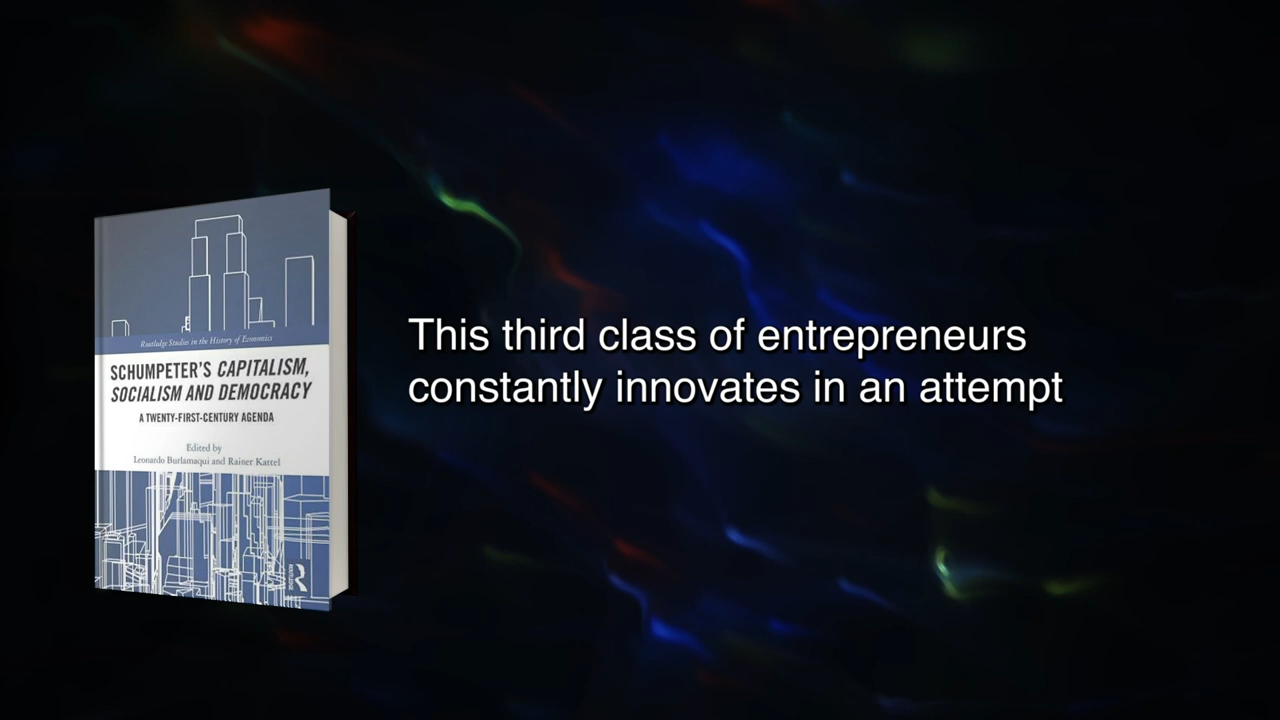 Routledge Studies in the History of Economics
SCHUMPETER'S CAPITALISM,
SOCIALISM AND DEMOCRACY
A TWENTY-FIRST-CENTURY AGENDA
Edited by
Leonardo Burlamaqui and Rainer Kattel
ROUTLEDGE
This third class of entrepreneurs
constantly innovates in an attempt